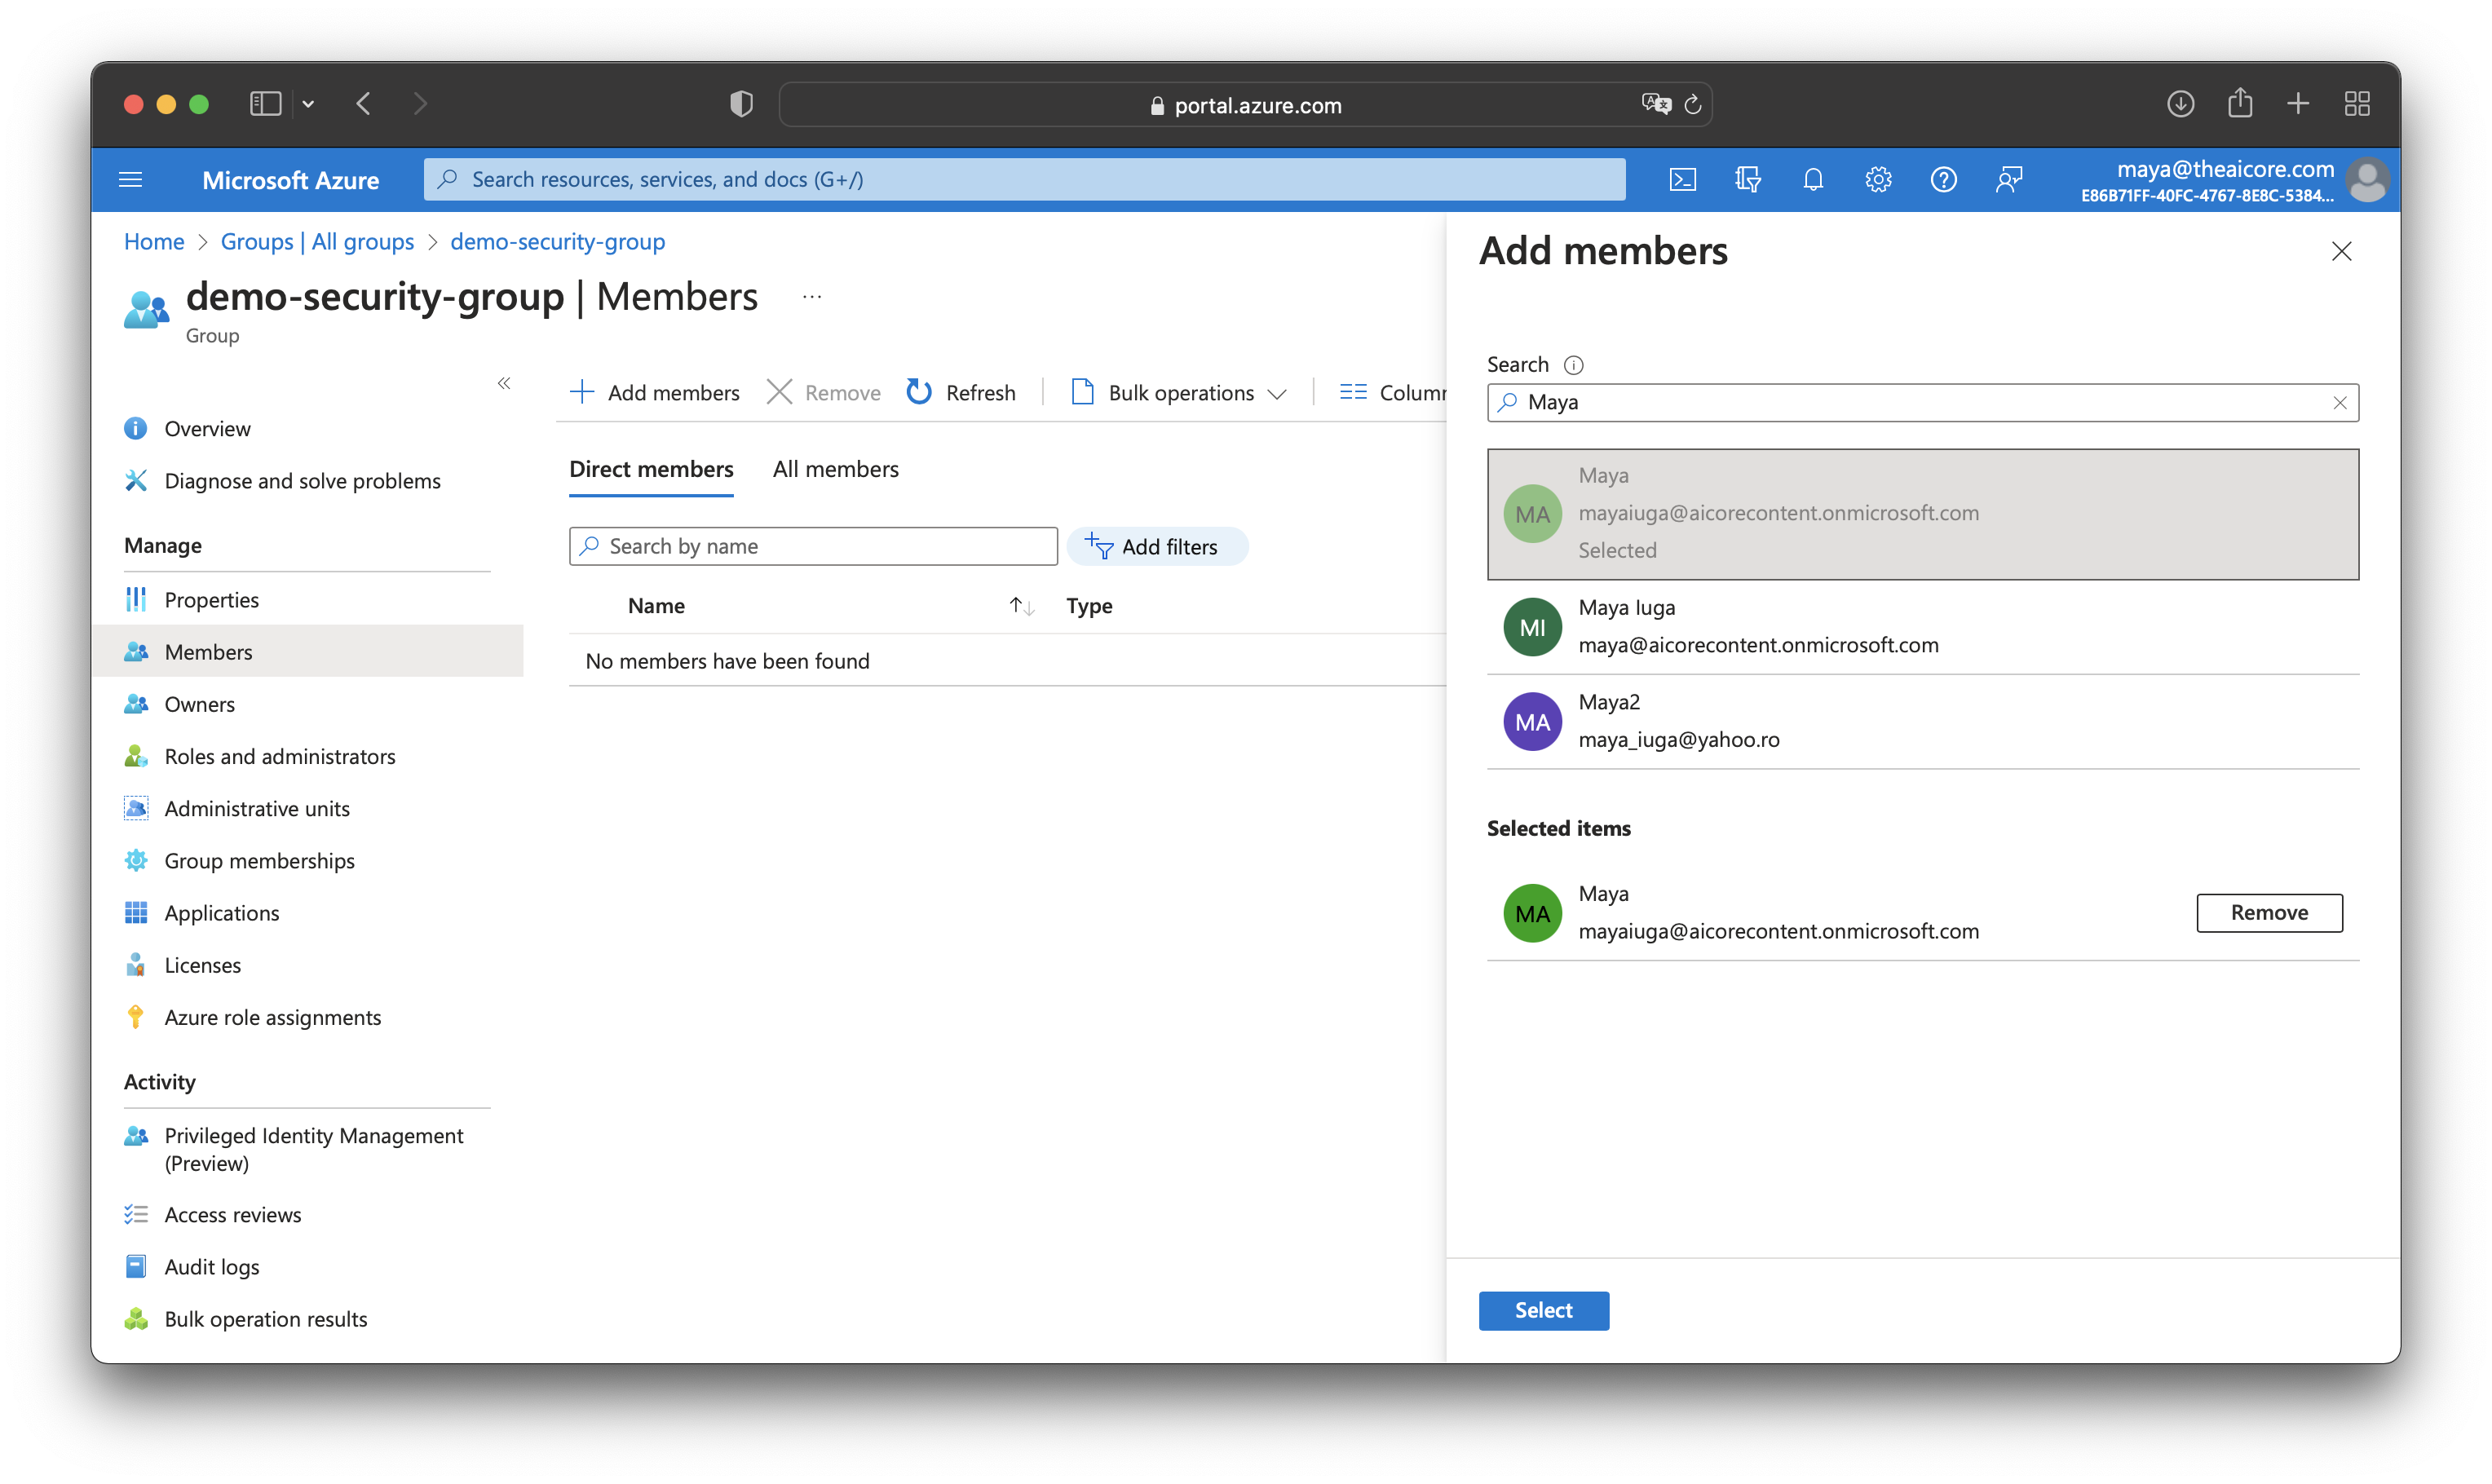 portal.azure.com
Microsoft Azure
Search resources, services, and docs (G+/)
maya@theaicore.com
E86B71FF-40FC-4767-8E8C-5384...
Home > Groups | All groups > demo-security-group
demo-security-group | Members ...
Group
Overview
Diagnose and solve problems
Manage
Properties
Members
Owners
Roles and administrators
Administrative units
Group memberships
Applications
Licenses
Azure role assignments
Activity
Privileged Identity Management
(Preview)
Access reviews
Audit logs
Bulk operation results
Add members Remove Refresh Bulk operations
Direct members All members
Search by name Add filters
Name Type
No members have been found
Add members
Search
Maya
MA
Maya
mayaiuga@aicorecontent.onmicrosoft.com
Selected
MI
Maya Iuga
maya@aicorecontent.onmicrosoft.com
MA
Maya2
maya_iuga@yahoo.ro
Selected items
MA
Maya
mayaiuga@aicorecontent.onmicrosoft.com
Remove
Select